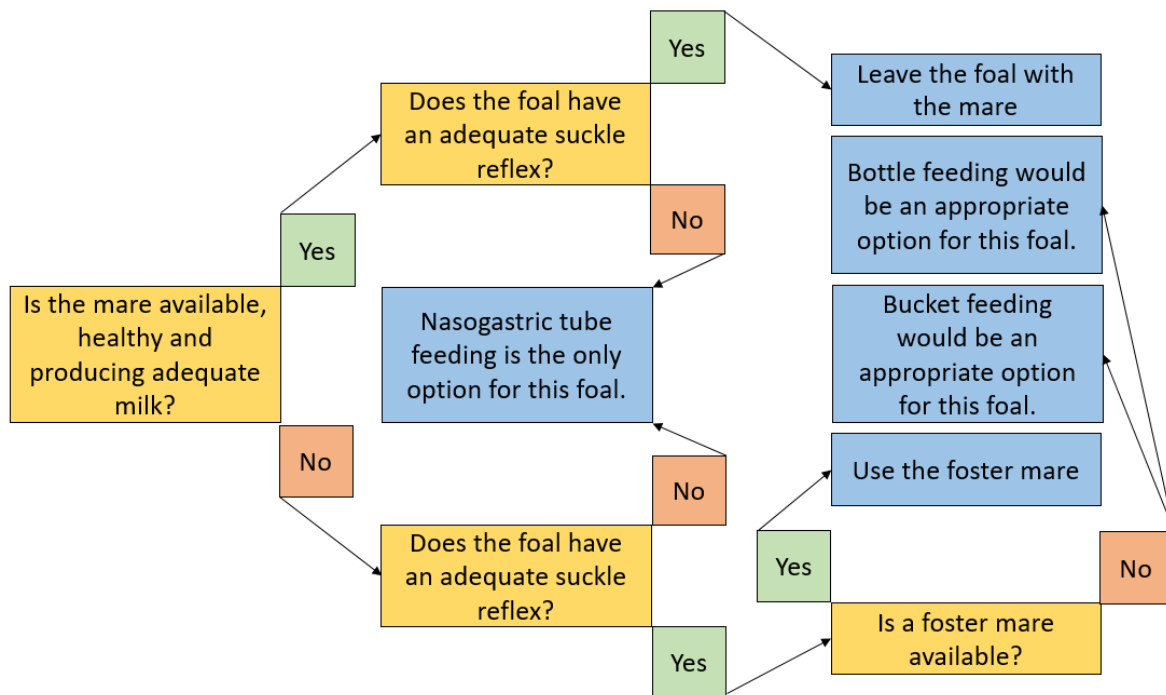 Is the mare available,
healthy and
producing adequate
milk?
Yes
No
Does the foal have
an adequate suckle
reflex?
Yes
No
Nasogastric tube
feeding is the only
option for this foal.
Does the foal have
an adequate suckle
reflex?
No
Yes
Leave the foal with
the mare
Bottle feeding would
be an appropriate
option for this foal.
Bucket feeding
would be an
appropriate option
for this foal.
Use the foster mare
Yes
No
Is a foster mare
available?